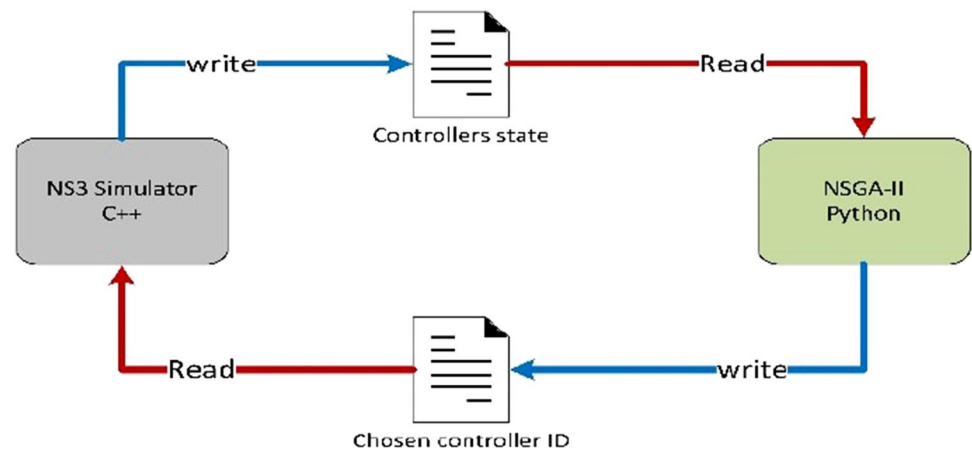 write
Read
Controllers state
NS3 Simulator
C++
NSGA-II
Python
Read
write
Chosen controller ID